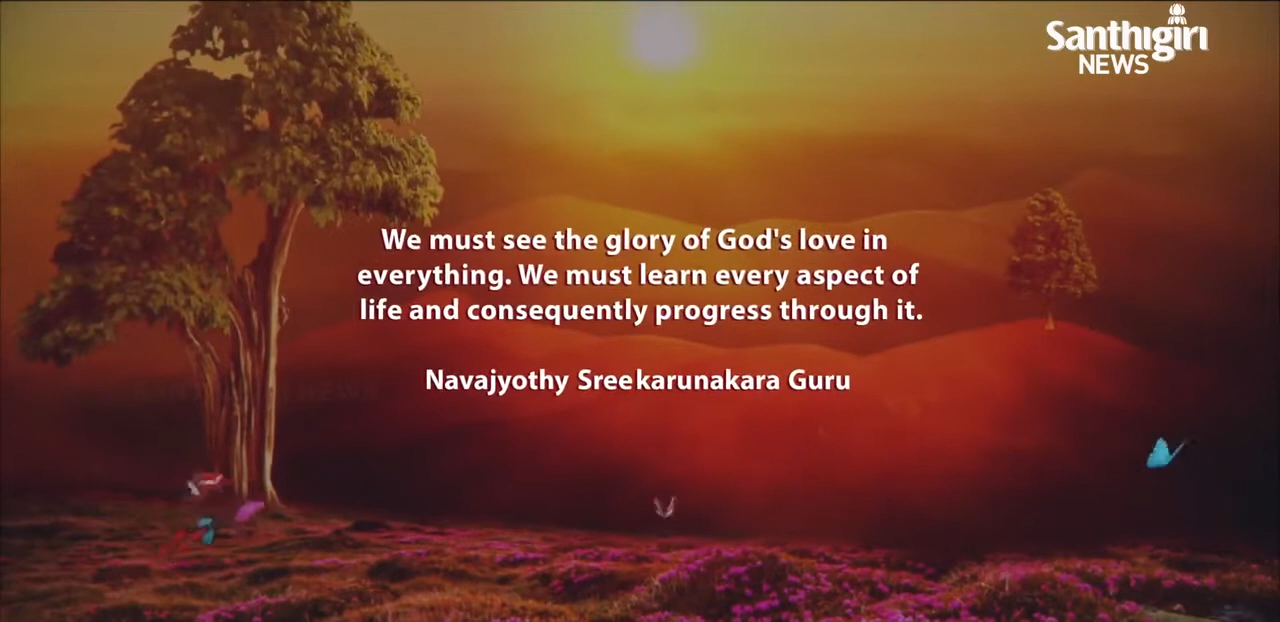 Santhigiri
NEWS
We must see the glory of God's love in
everything. We must learn every aspect of
life and consequently progress through it.
Navajyothy Sreekarunakara Guru